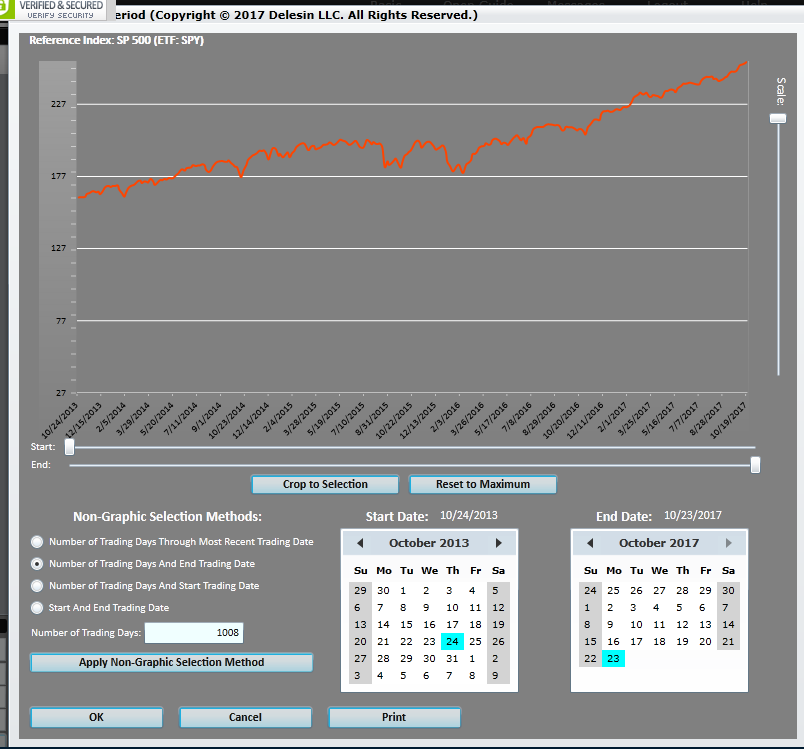 VERIFIED & SECURED
VERIFY SECURITY
eriod (Copyright © 2017 Delesin LLC. All Rights Reserved.)
Reference Index: SP 500 (ETF: SPY)
Scale:
227
177
127
77
27
10/24/2013 12/15/2013 2/5/2014 3/29/2014 5/20/2014 7/11/2014 9/1/2014 10/23/2014 12/14/2014 2/4/2015 3/28/2015 5/19/2015 7/10/2015 8/31/2015 10/22/2015 12/13/2015 2/3/2016 3/26/2016 5/17/2016 7/8/2016 8/29/2016 10/20/2016 12/11/2016 2/1/2017 3/25/2017 5/16/2017 7/7/2017 8/28/2017 10/19/2017
Start:
End:
Crop to Selection Reset to Maximum
Non-Graphic Selection Methods:
Number of Trading Days Through Most Recent Trading Date
Number of Trading Days And End Trading Date
Number of Trading Days And Start Trading Date
Start And End Trading Date
Number of Trading Days: 1008
Apply Non-Graphic Selection Method
Start Date: 10/24/2013
October 2013
Su Mo Tu We Th Fr Sa
29 30 1 2 3 4 5
6 7 8 9 10 11 12
13 14 15 16 17 18 19
20 21 22 23 24 25 26
27 28 29 30 31 1 2
3 4 5 6 7 8 9
End Date: 10/23/2017
October 2017
Su Mo Tu We Th Fr Sa
24 25 26 27 28 29 30
1 2 3 4 5 6 7
8 9 10 11 12 13 14
15 16 17 18 19 20 21
22 23
OK Cancel Print